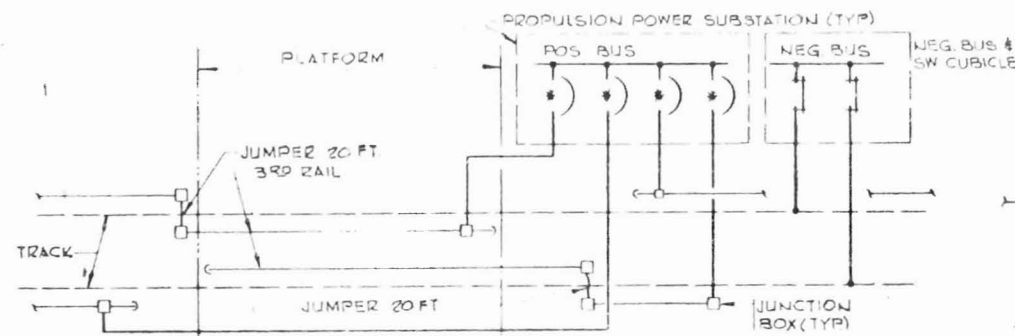 PROPULSION POWER SUBSTATION (TYP)
PLATFORM
POS BUS
NEG. BUS
NEG. BUS &
SW CUBICLE
JUMPER 20 FT.
3RD RAIL
TRACK
JUMPER 20 FT
JUNCTION
BOX (TYP)